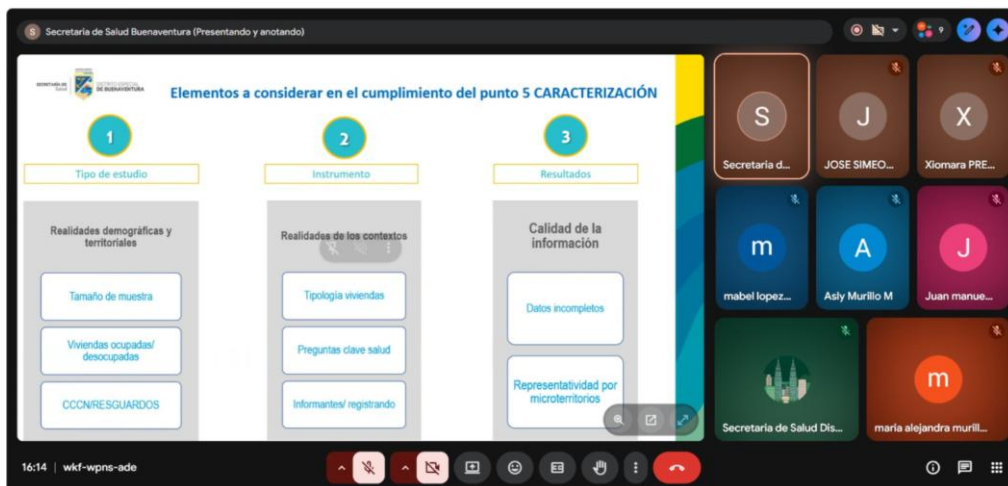 S Secretaria de Salud Buenaventura (Presentando y anotando)
9
SECRETARÍA DE
Salud
DISTRITO ESPECIAL
DE BUENAVENTURA
Elementos a considerar en el cumplimiento del punto 5 CARACTERIZACIÓN
1
2
3
Tipo de estudio
Instrumento
Resultados
Realidades demográficas y
territoriales
Tamaño de muestra
Viviendas ocupadas/
desocupadas
CCCN/RESGUARDOS
Realidades de los contextos
Tipología viviendas
Preguntas clave salud
Informantes/ registrando
Calidad de la
información
Datos incompletos
Representatividad por
microterritorios
S
Secretaria d...
J
JOSE SIMEO...
X
Xiomara PRE...
m
mabel lopez...
A
Asly Murillo M
J
Juan manue...
Secretaria de Salud Dis...
m
maria alejandra murill...
16:14 | wkf-wpns-ade